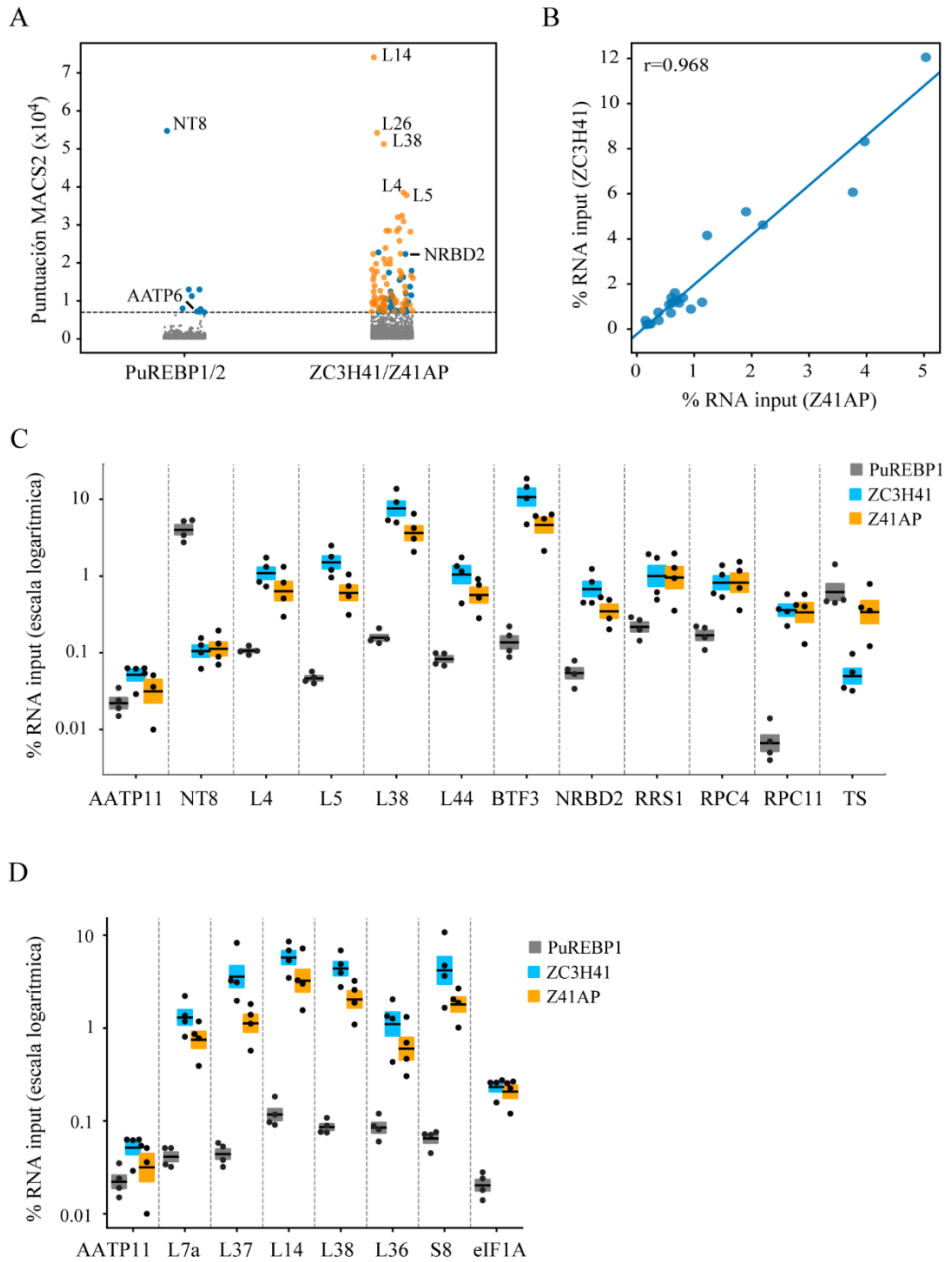 A
Puntuación MACS2 (x10⁴)
7
6
5
4
3
2
1
0
L14
NT8
L26
L38
L4
L5
NRBD2
AATP6
PuREBP1/2
ZC3H41/Z41AP
B
r=0.968
% RNA input (ZC3H41)
12
10
8
6
4
2
0
0
1
2
3
4
5
% RNA input (Z41AP)
C
% RNA input (escala logarítmica)
10
1
0.1
0.01
PuREBP1
ZC3H41
Z41AP
AATP11
NT8
L4
L5
L38
L44
BTF3
NRBD2
RRS1
RPC4
RPC11
TS
D
% RNA input (escala logarítmica)
10
1
0.1
0.01
PuREBP1
ZC3H41
Z41AP
AATP11
L7a
L37
L14
L38
L36
S8
eIF1A